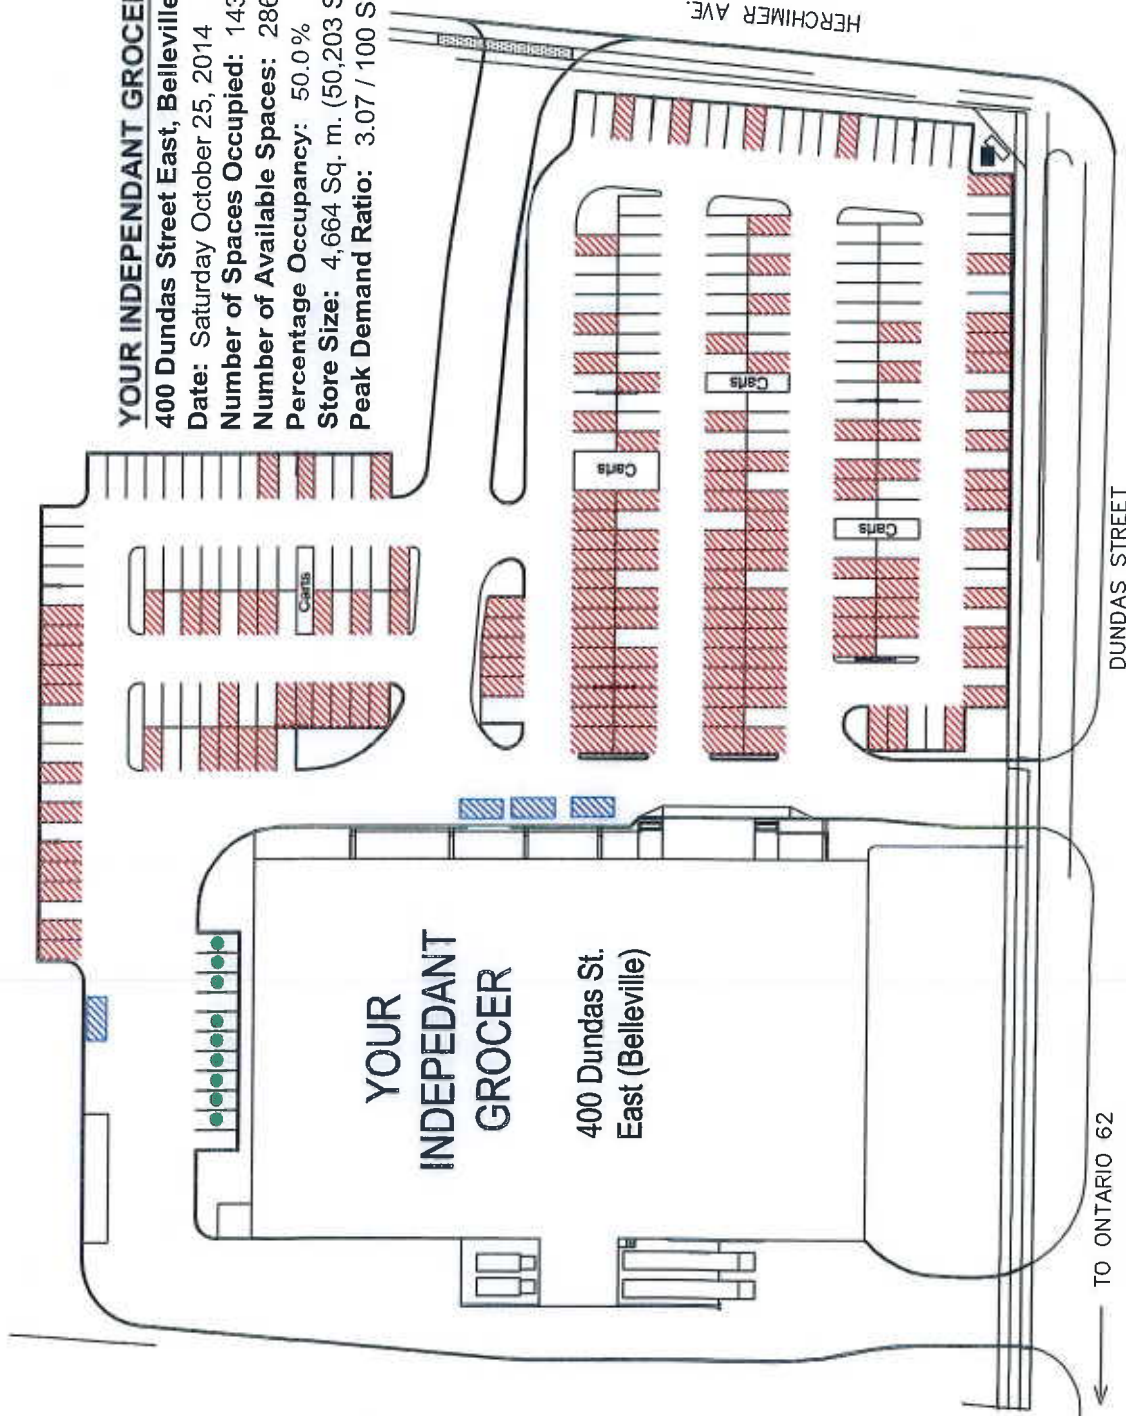 YOUR INDEPENDANT GROCER
400 Dundas Street East, Belleville
Date: Saturday October 25, 2014
Number of Spaces Occupied: 143
Number of Available Spaces: 286
Percentage Occupancy: 50.0%
Store Size: 4,664 Sq. m. (50,203 S
Peak Demand Ratio: 3.07 / 100 S
HERCHIMER AVE.
Carts
Carts
Carts
Carts
YOUR
INDEPEDANT
GROCER
400 Dundas St.
East (Belleville)
DUNDAS STREET
TO ONTARIO 62